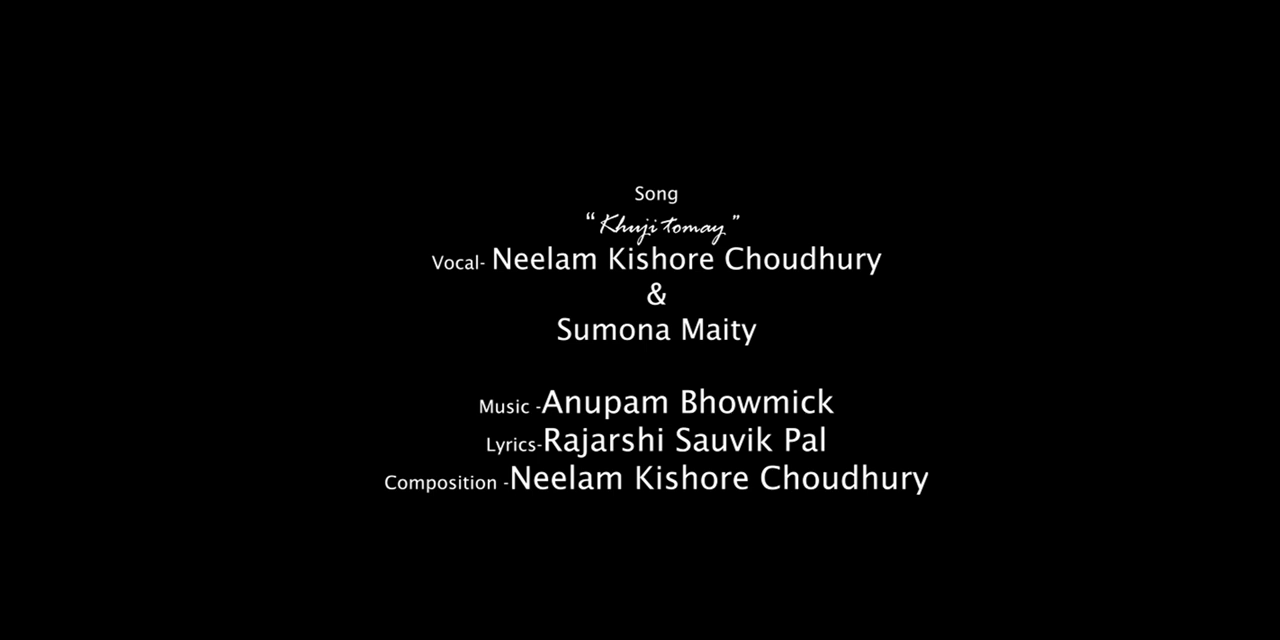 Song
“Khuji tomay”
Vocal- Neelam Kishore Choudhury
&
Sumona Maity
Music -Anupam Bhowmick
Lyrics-Rajarshi Sauvik Pal
Composition -Neelam Kishore Choudhury